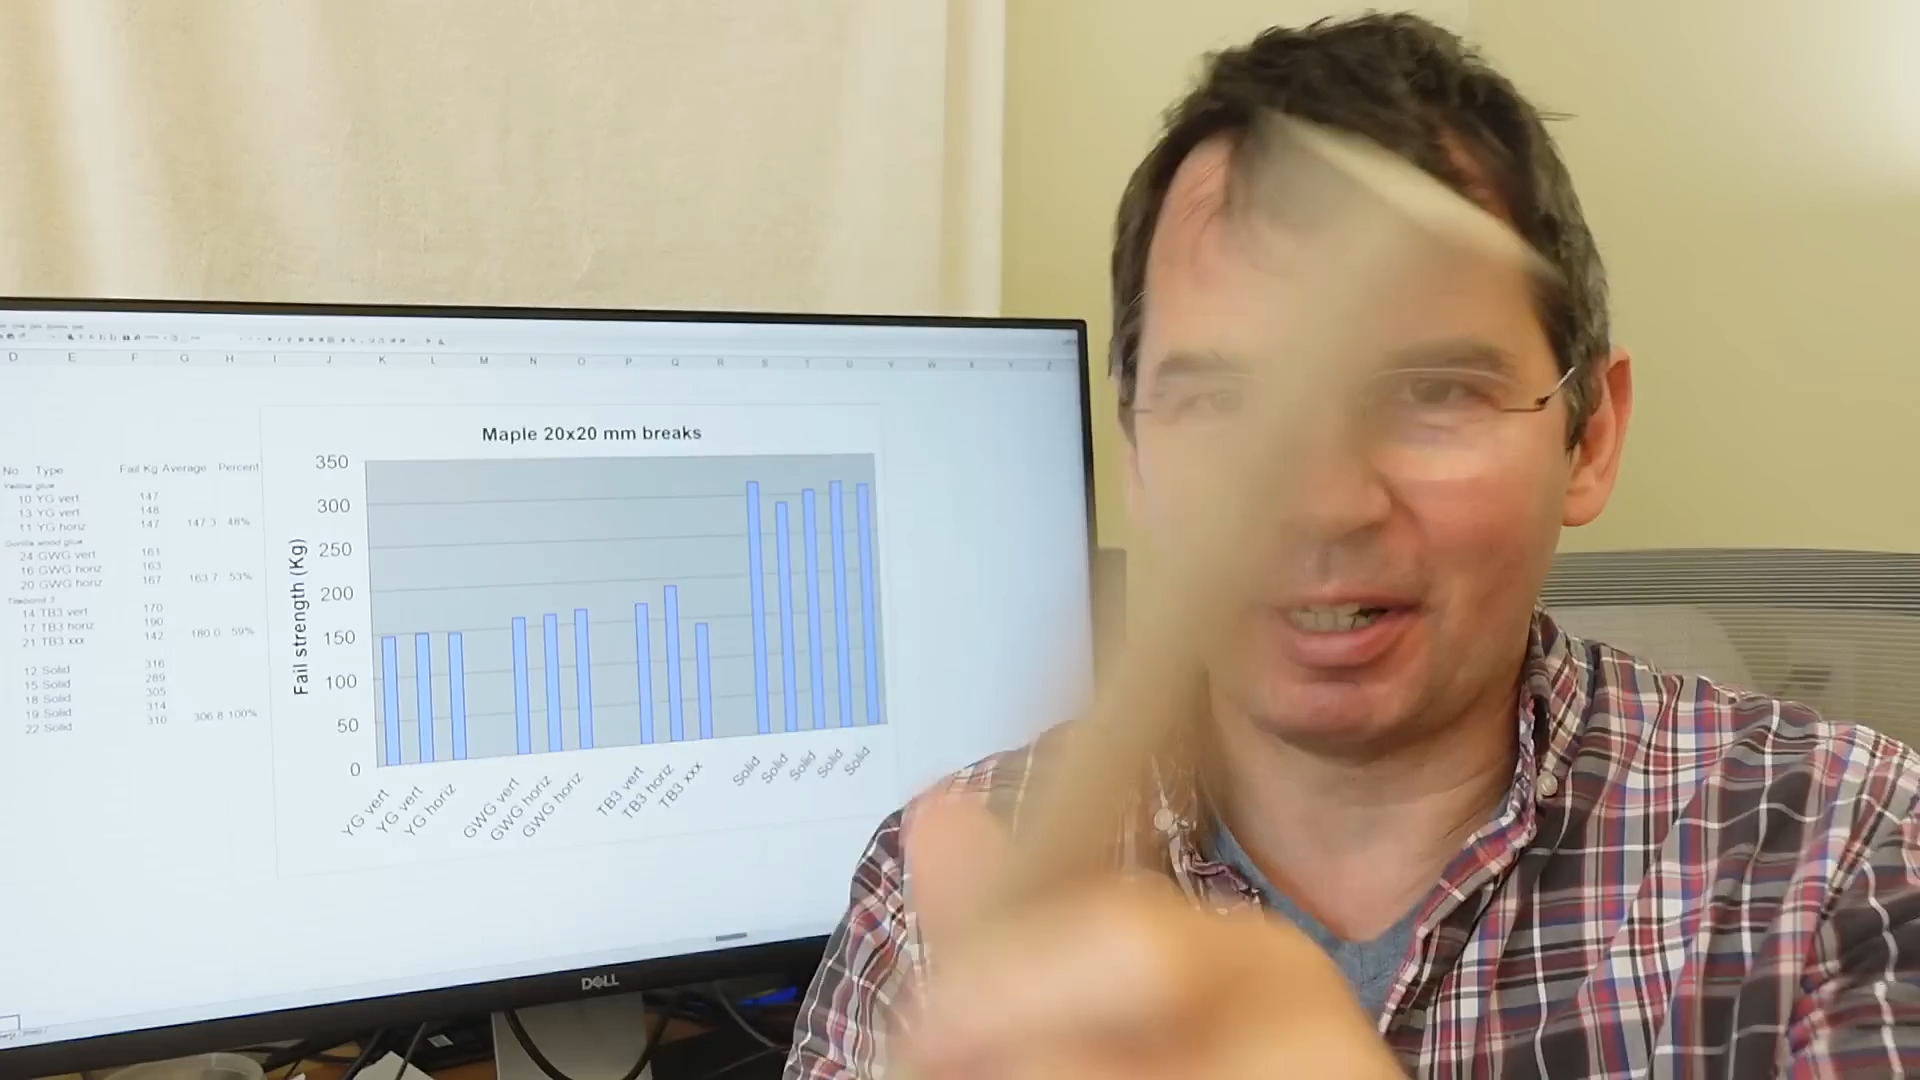 D E F G H I J K L M N O P Q R S T U V W X Y Z
Maple 20x20 mm breaks
No Type Fail Kg Average Percent
Yellow glue
10 YG vert 147
13 YG vert 148
11 YG horiz 147 147.3 48%
Gorilla wood glue
24 GWG vert 161
16 GWG horiz 163
20 GWG horiz 167 163.7 53%
14 TB3 vert 170
17 TB3 horiz 190
21 TB3 xxx 142 180.0 59%
12 Solid 316
15 Solid 289
18 Solid 305
19 Solid 314
22 Solid 310 306.8 100%
Fail strength (Kg)
350
300
250
200
150
100
50
0
YG vert YG vert YG horiz GWG vert GWG horiz GWG horiz TB3 vert TB3 horiz TB3 xxx Solid Solid Solid Solid Solid
DELL